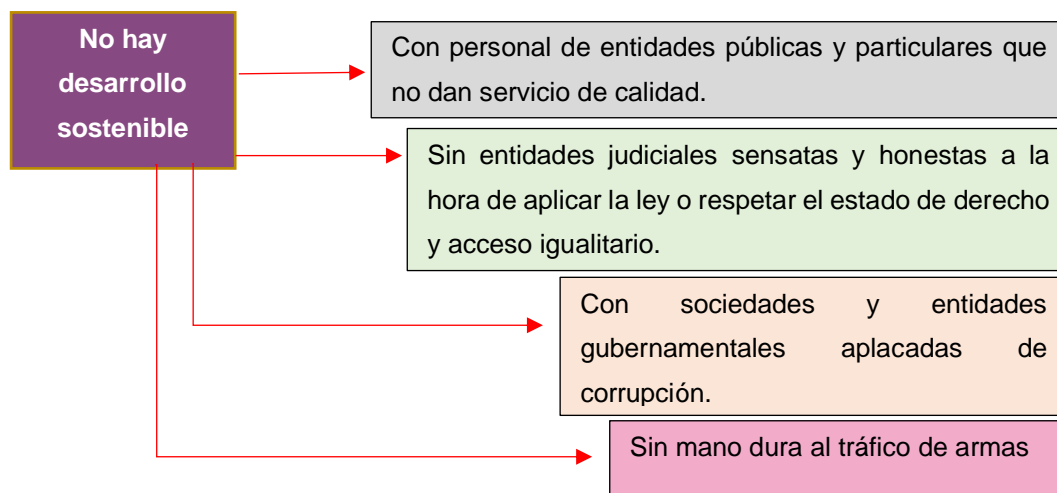 No hay
desarrollo
sostenible
Con personal de entidades públicas y particulares que
no dan servicio de calidad.
Sin entidades judiciales sensatas y honestas a la
hora de aplicar la ley o respetar el estado de derecho
y acceso igualitario.
Con sociedades y entidades
gubernamentales aplacadas de
corrupción.
Sin mano dura al tráfico de armas